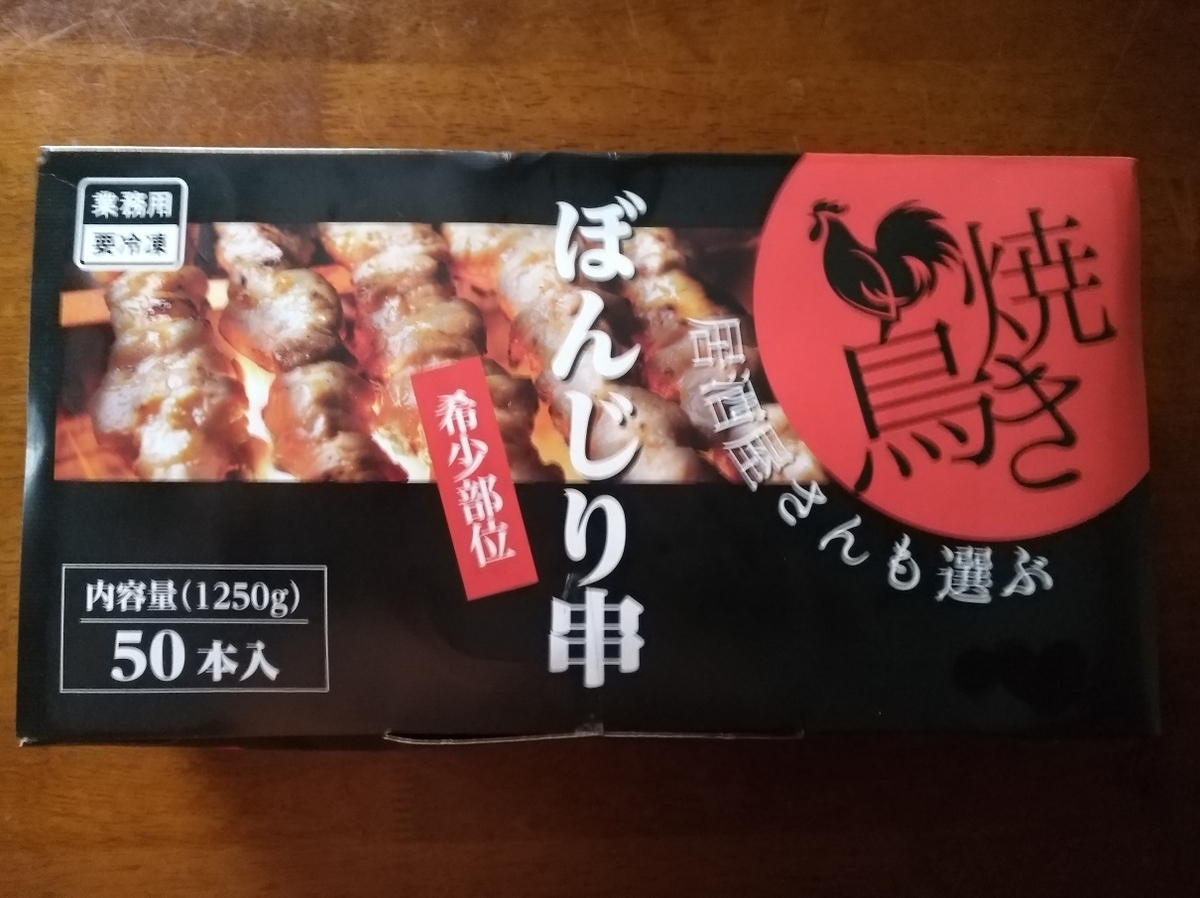 業務用
要冷凍
焼き鳥
居酒屋さんも選ぶ
ぼんじり串
希少部位
内容量(1250g)
50本入